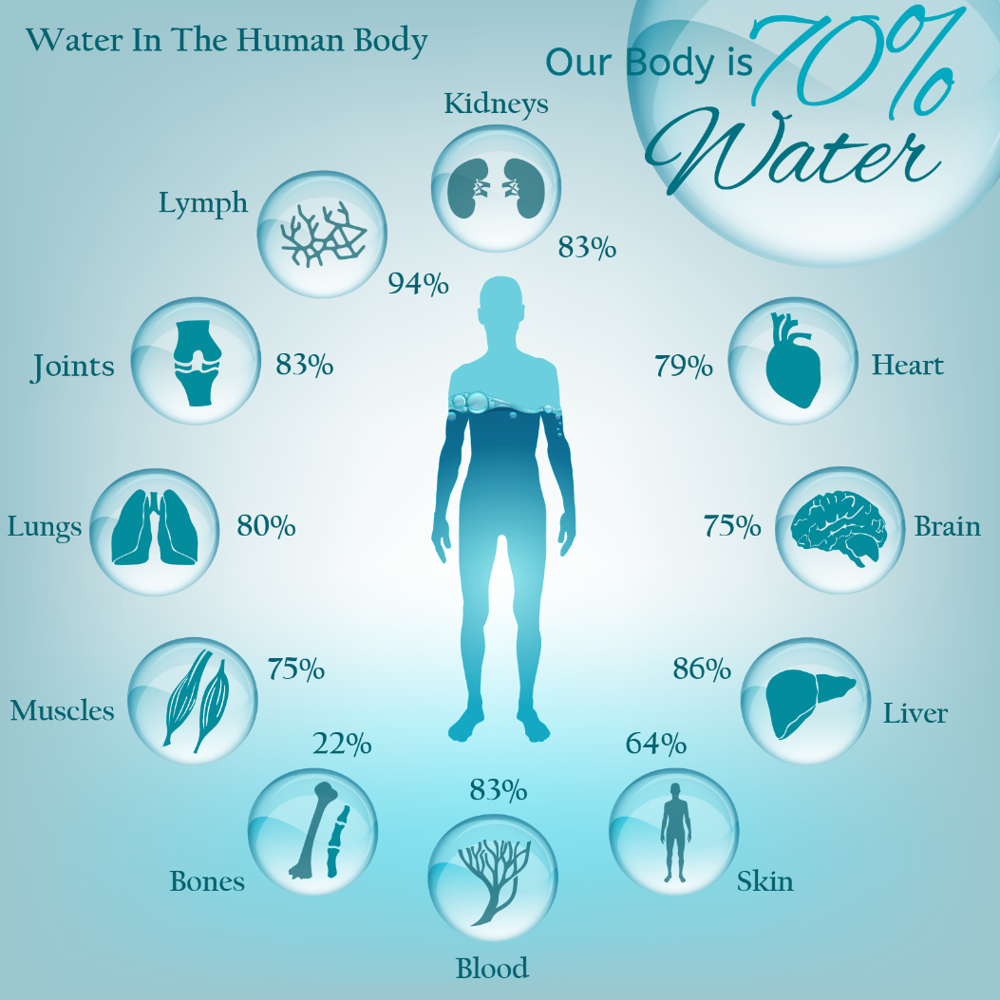 Water In The Human Body
Our Body is 70%
Water
Kidneys
83%
Lymph
94%
Joints
83%
79%
Heart
Lungs
80%
75%
Brain
Muscles
75%
86%
Liver
22%
Bones
64%
Skin
83%
Blood